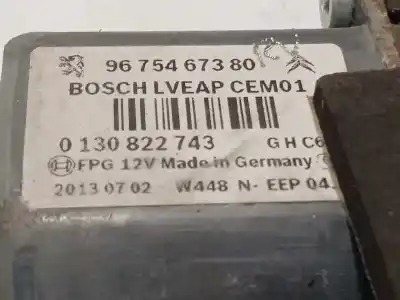 96 754 673 80
BOSCH LVEAP CEM01
0 130 822 743 G H C6
FPG 12V Made in Germany
2013 07 02 W448 N- EEP 04